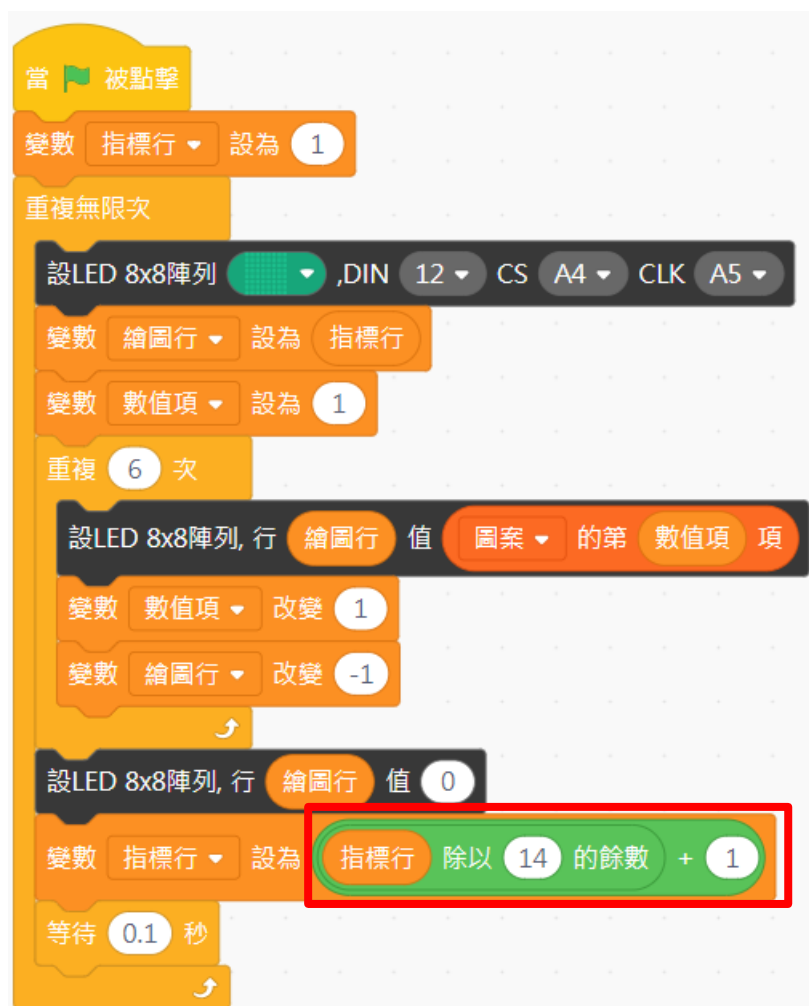 當 被點擊
變數 指標行 設為 1
重複無限次
設LED 8x8陣列 ,DIN 12 CS A4 CLK A5
變數 繪圖行 設為 指標行
變數 數值項 設為 1
重複 6 次
設LED 8x8陣列, 行 繪圖行 值 圖案 的第 數值項 項
變數 數值項 改變 1
變數 繪圖行 改變 -1
設LED 8x8陣列, 行 繪圖行 值 0
變數 指標行 設為 指標行 除以 14 的餘數 + 1
等待 0.1 秒